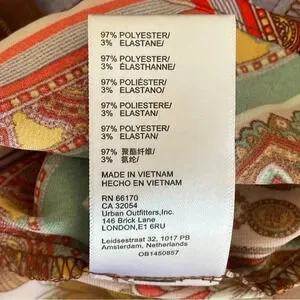 97% POLYESTER/
3% ELASTANE/
97% POLYESTER/
3% ÉLASTHANNE/
97% POLIÉSTER/
3% ELASTANO/
97% POLIESTERE/
3% ELASTAN/
97% POLYESTER/
3% ELASTAN/
97% 聚酯纤维/
3% 氨纶/
MADE IN VIETNAM
HECHO EN VIETNAM
RN 66170
CA 32054
Urban Outfitters,Inc.
146 Brick Lane
LONDON,E1 6RU
Leidsestraat 32, 1017 PB
Amsterdam, Netherlands
OB1450857